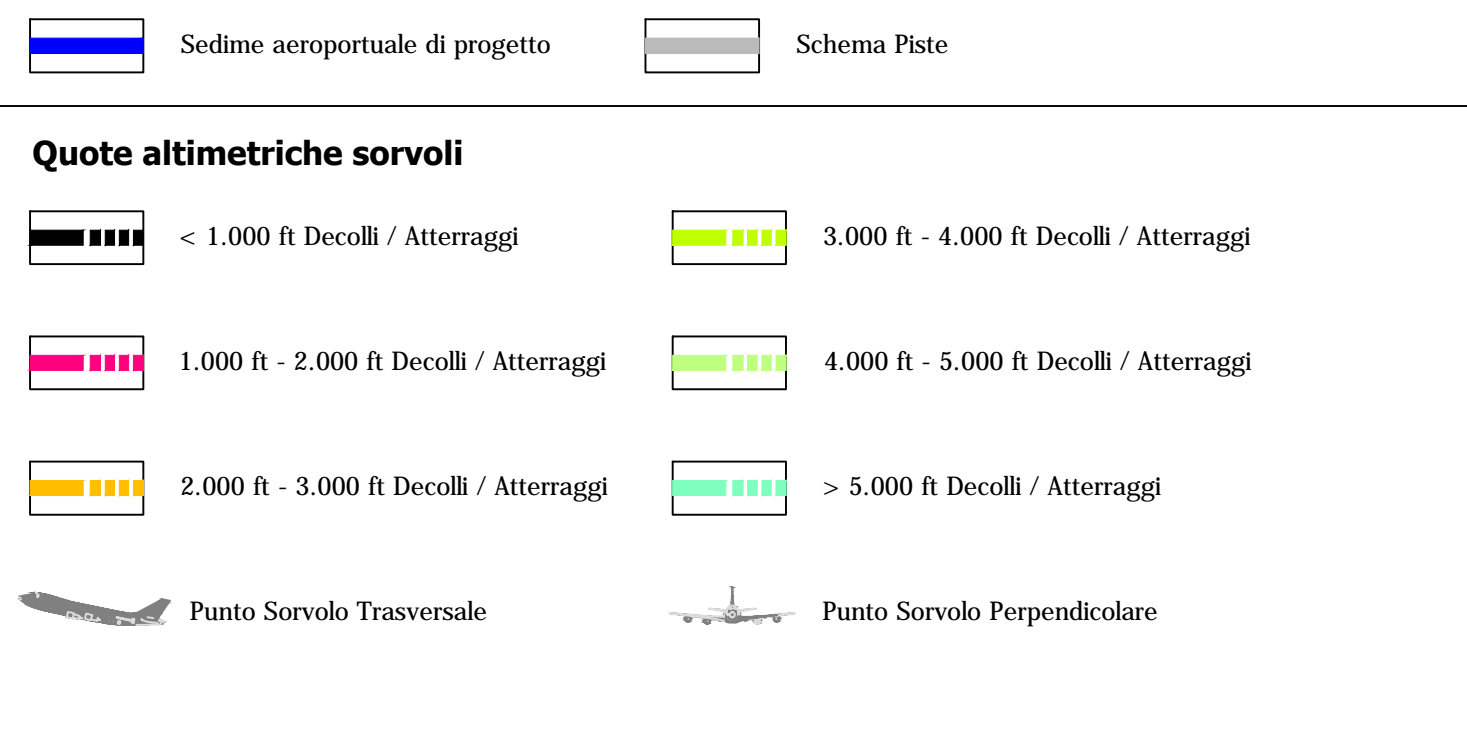 Sedime aeroportuale di progetto
Schema Piste
Quote altimetriche sorvoli
< 1.000 ft Decolli / Atterraggi
3.000 ft - 4.000 ft Decolli / Atterraggi
1.000 ft - 2.000 ft Decolli / Atterraggi
4.000 ft - 5.000 ft Decolli / Atterraggi
2.000 ft - 3.000 ft Decolli / Atterraggi
> 5.000 ft Decolli / Atterraggi
Punto Sorvolo Trasversale
Punto Sorvolo Perpendicolare